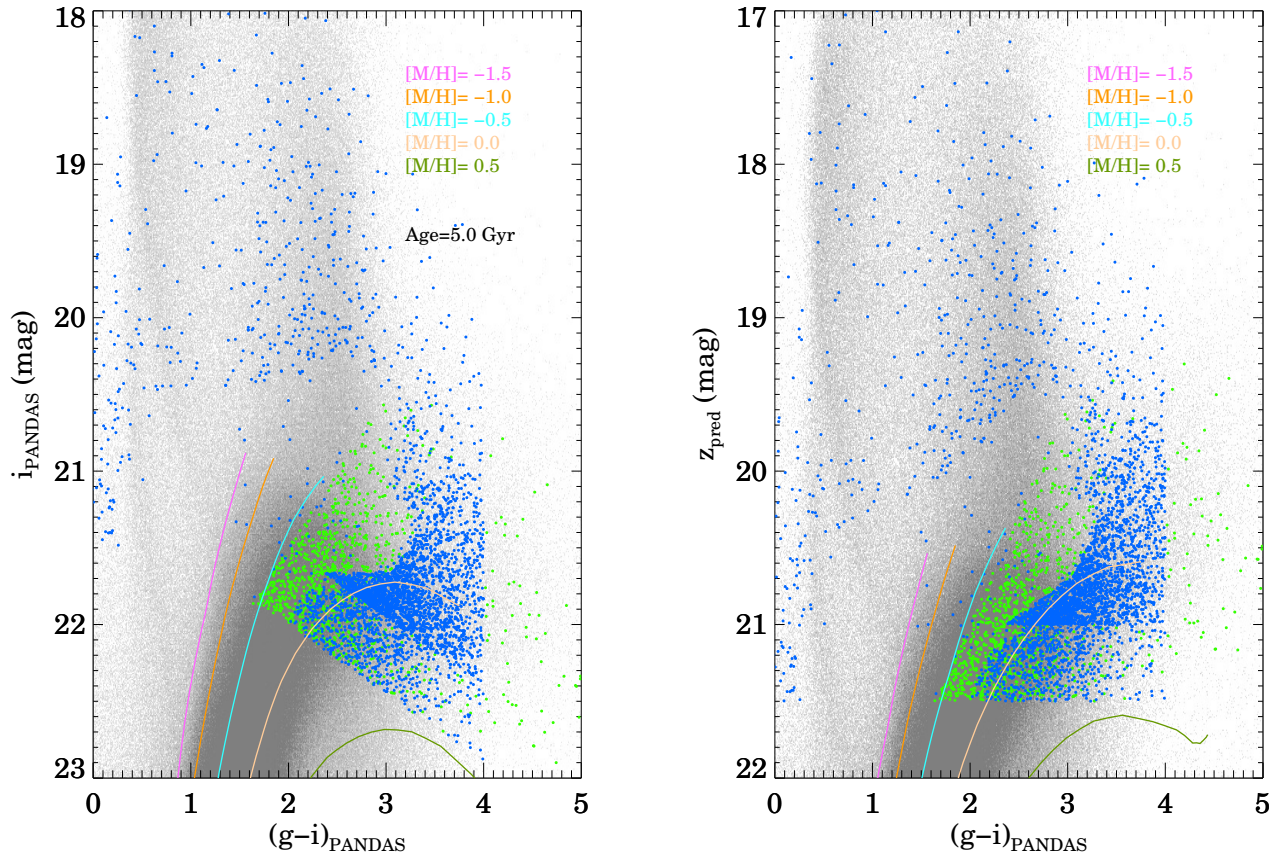 18
19
20
21
22
23
i_PANDAS (mag)
0 1 2 3 4 5
(g−i)_PANDAS
[M/H]= −1.5
[M/H]= −1.0
[M/H]= −0.5
[M/H]= 0.0
[M/H]= 0.5
Age=5.0 Gyr
17
18
19
20
21
22
z_pred (mag)
0 1 2 3 4 5
(g−i)_PANDAS
[M/H]= −1.5
[M/H]= −1.0
[M/H]= −0.5
[M/H]= 0.0
[M/H]= 0.5